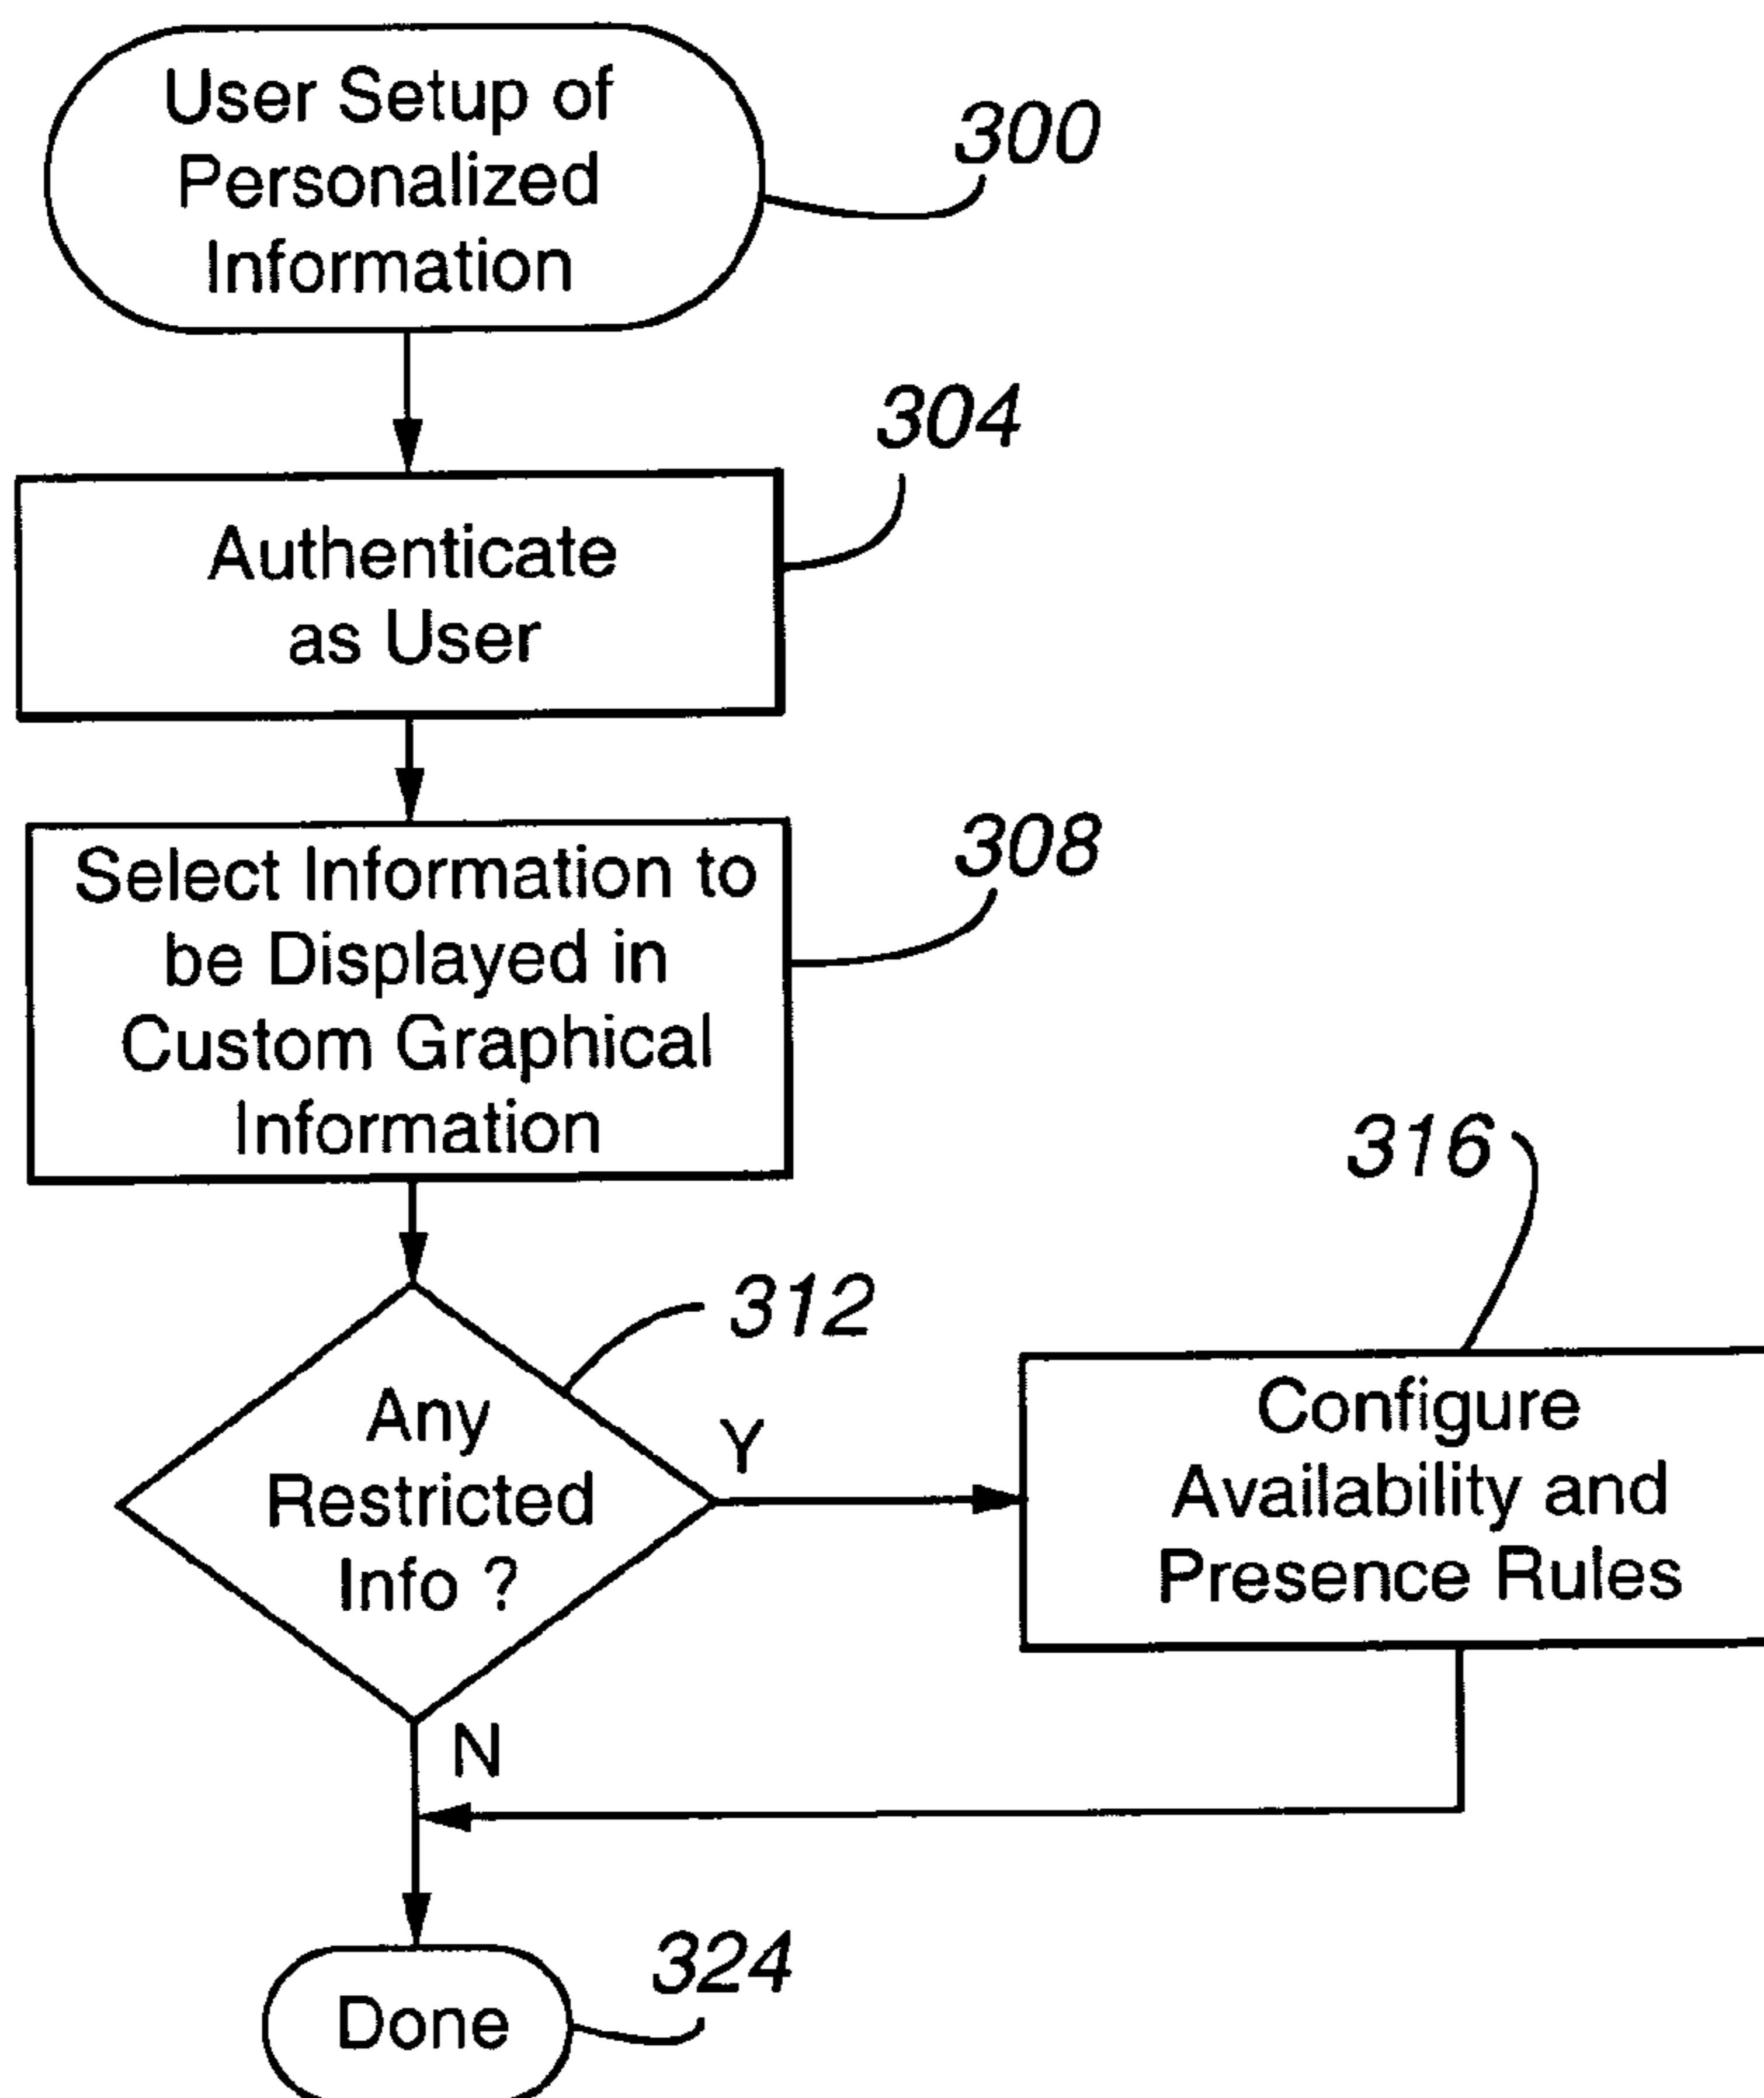 User Setup of
Personalized
Information
300
304
Authenticate
as User
308
Select Information to
be Displayed in
Custom Graphical
Information
316
312
Any
Restricted
Info ?
Y
Configure
Availability and
Presence Rules
N
324
Done